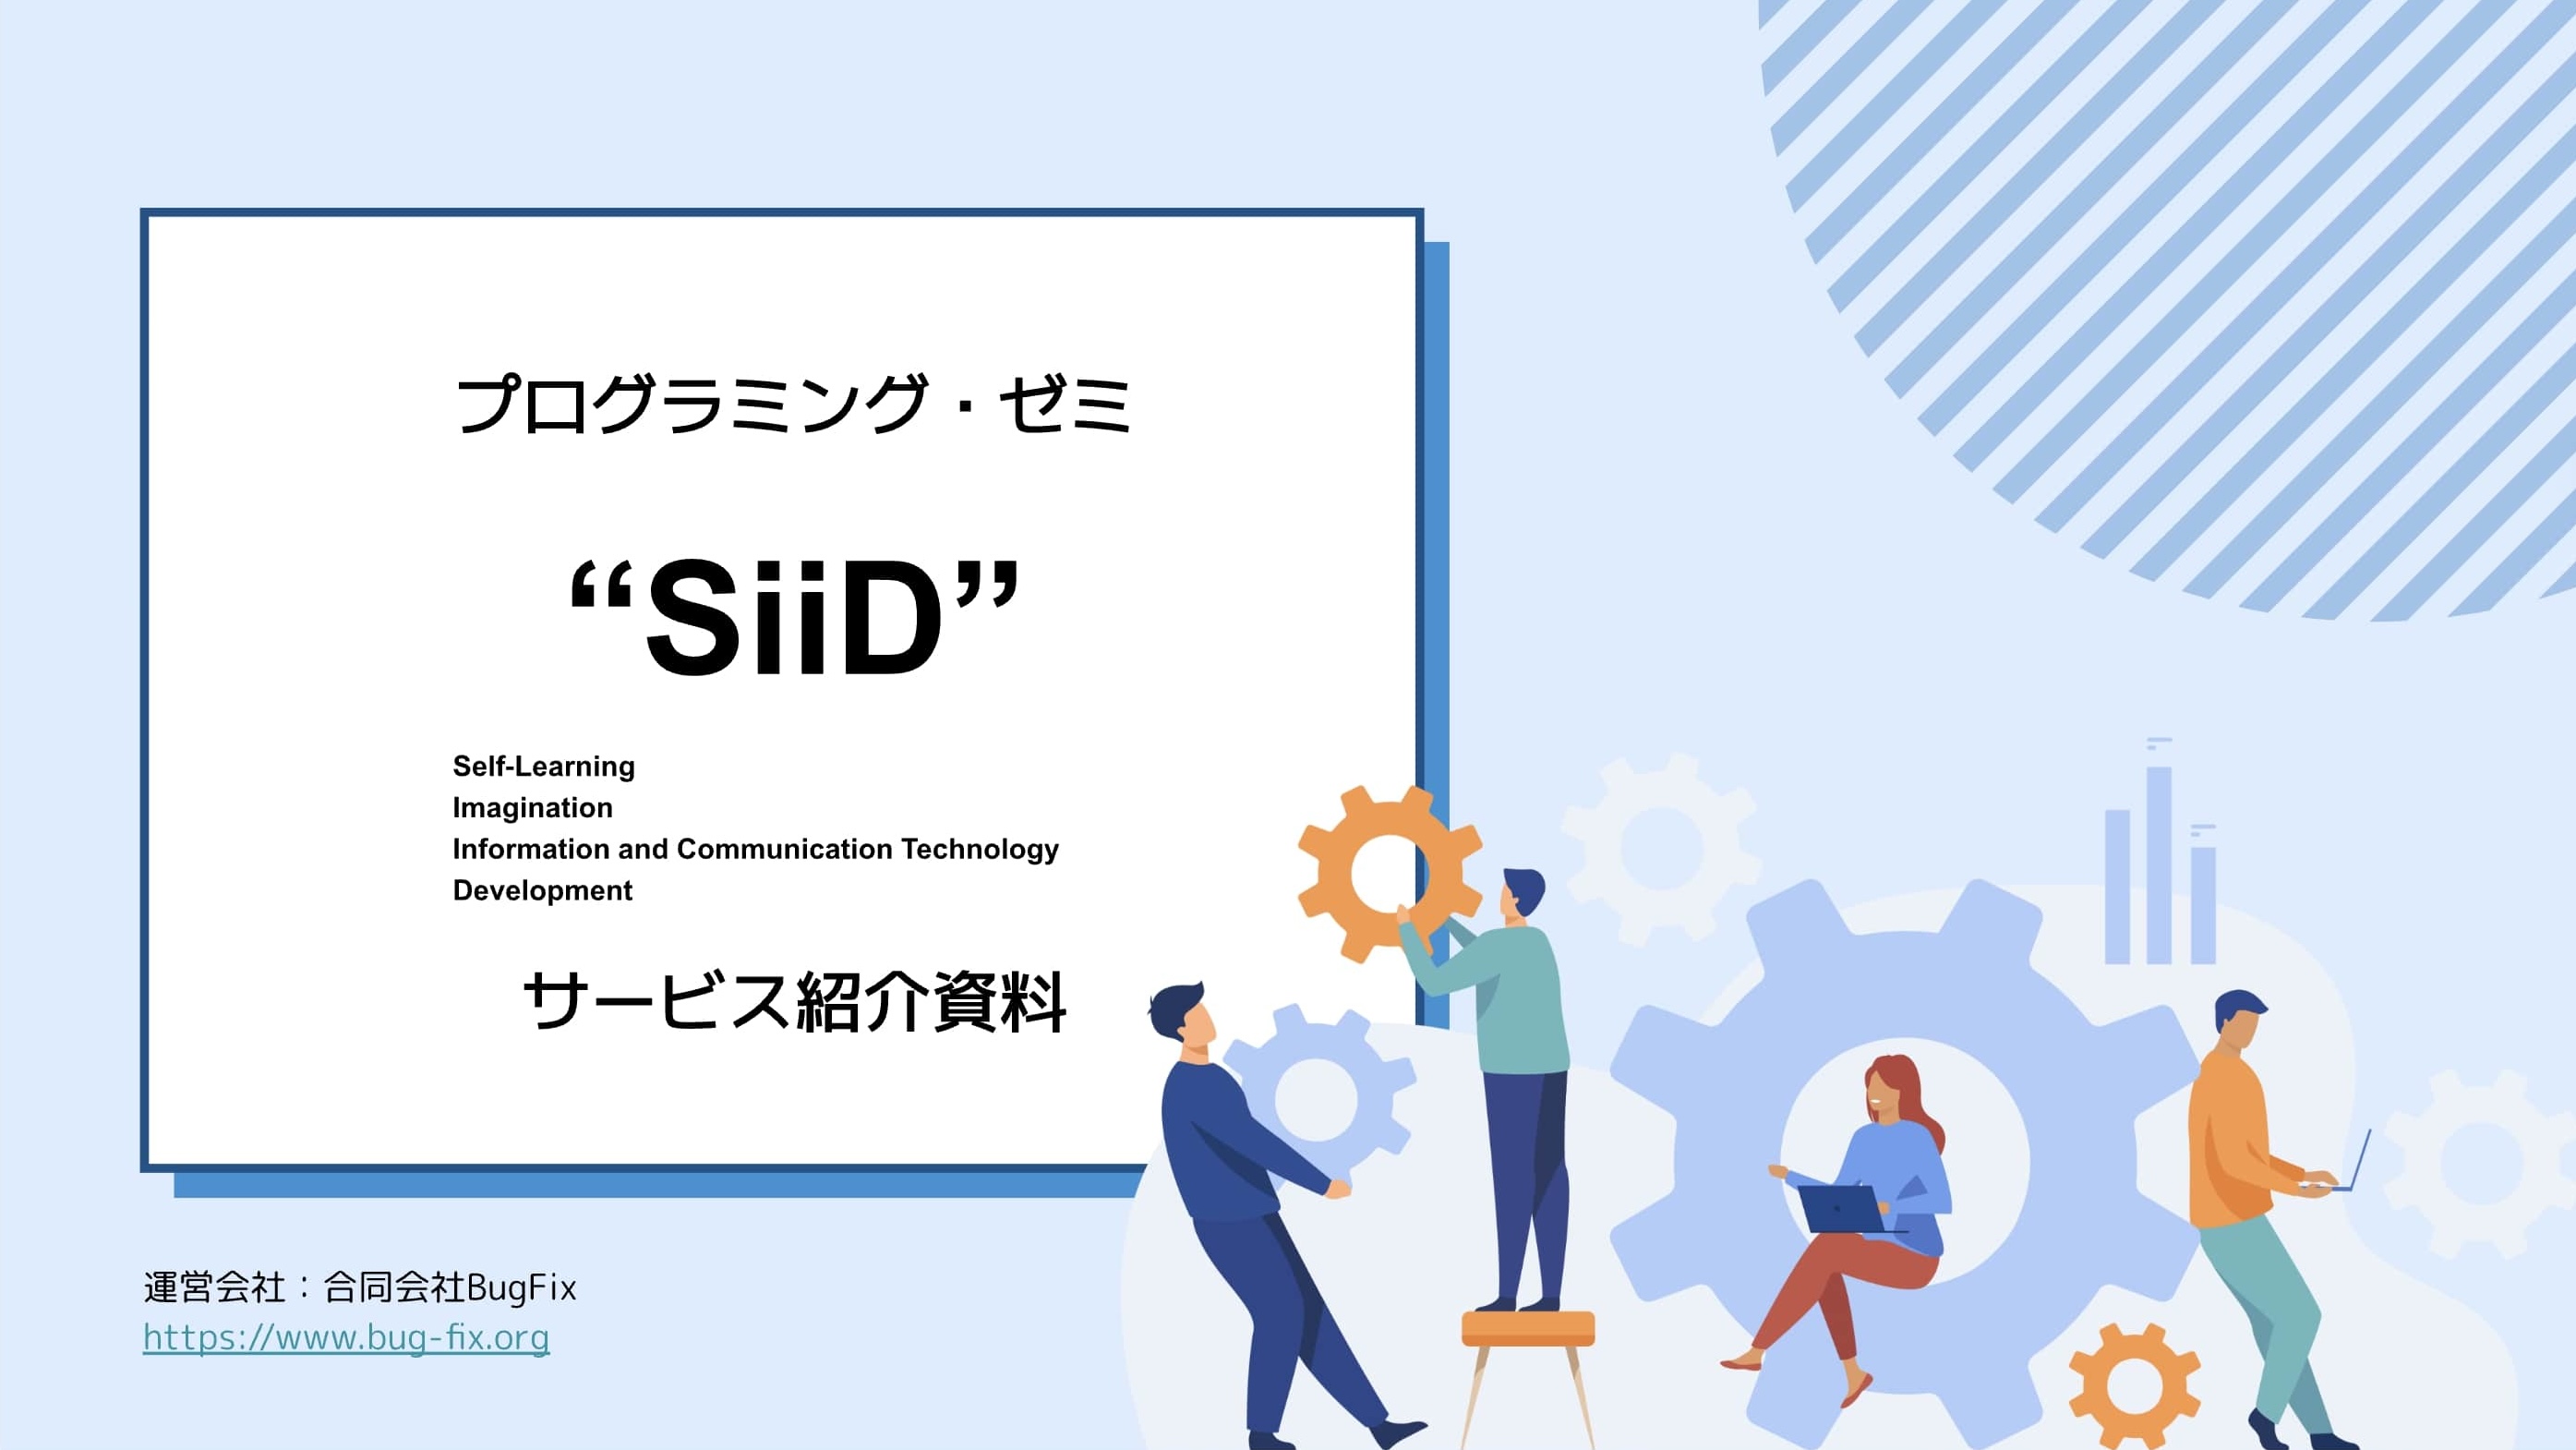 プログラミング・ゼミ
“SiiD”
Self-Learning
Imagination
Information and Communication Technology
Development
サービス紹介資料
運営会社：合同会社BugFix
https://www.bug-fix.org